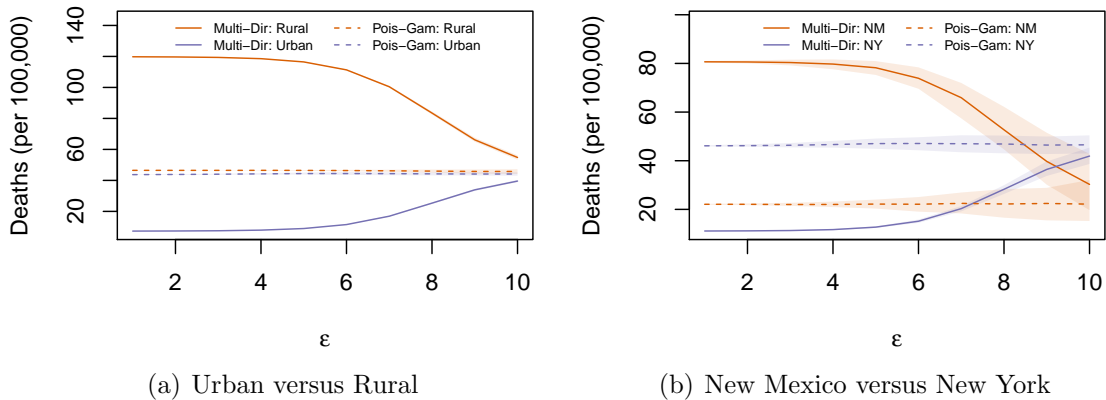 Deaths (per 100,000)
140
100
60
20
Multi−Dir: Rural
Multi−Dir: Urban
Pois−Gam: Rural
Pois−Gam: Urban
2 4 6 8 10
ε
(a) Urban versus Rural
Deaths (per 100,000)
80
60
40
20
Multi−Dir: NM
Multi−Dir: NY
Pois−Gam: NM
Pois−Gam: NY
2 4 6 8 10
ε
(b) New Mexico versus New York